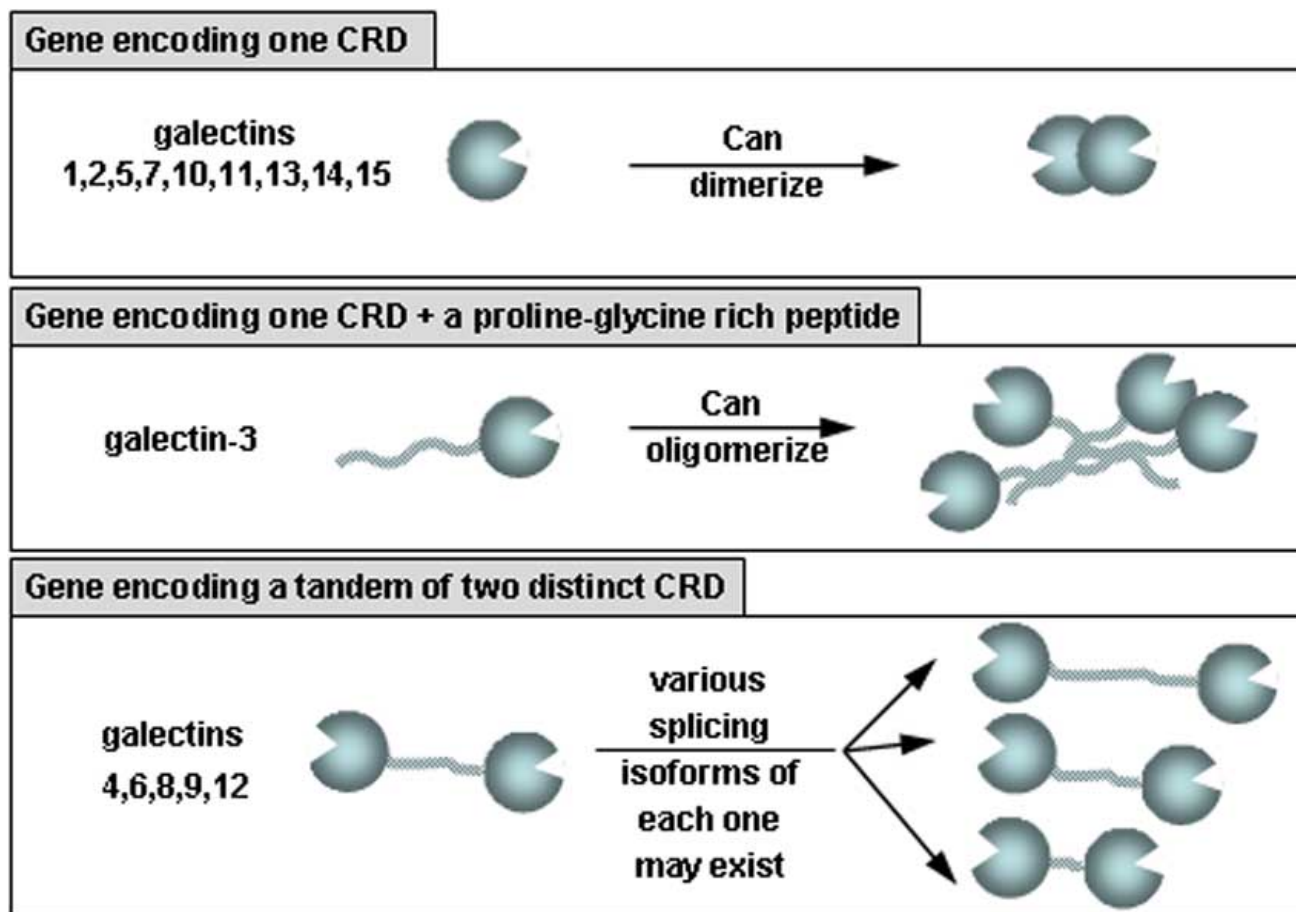 Gene encoding one CRD
galectins
1,2,5,7,10,11,13,14,15
Can
dimerize
Gene encoding one CRD + a proline-glycine rich peptide
galectin-3
Can
oligomerize
Gene encoding a tandem of two distinct CRD
galectins
4,6,8,9,12
various
splicing
isoforms of
each one
may exist